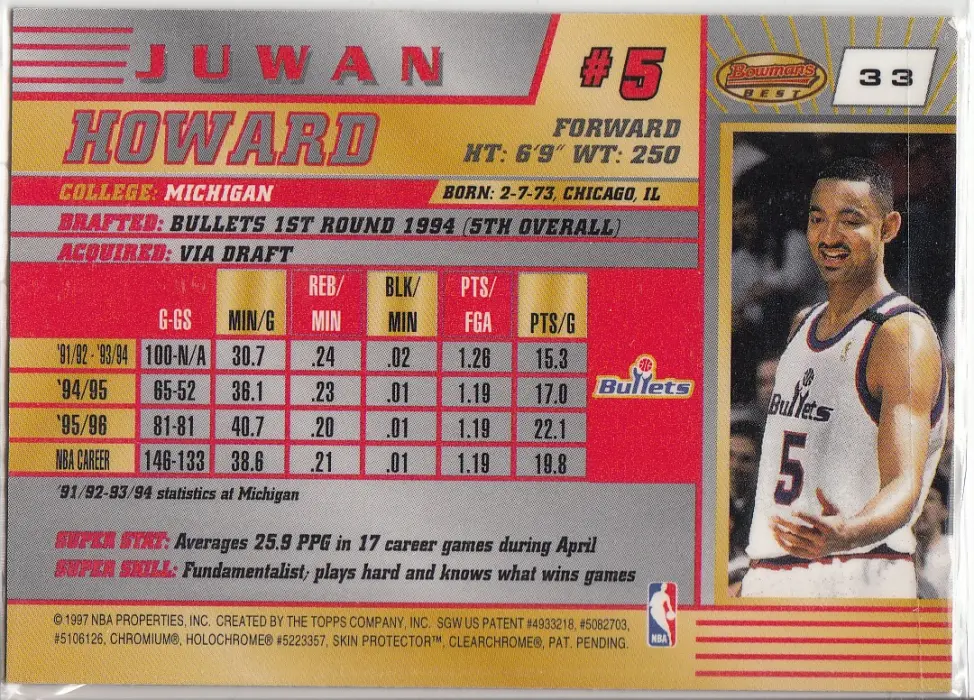 JUWAN
HOWARD
#5
FORWARD
HT: 6'9" WT: 250
Bowman's
BEST
33
COLLEGE: MICHIGAN
BORN: 2-7-73, CHICAGO, IL
DRAFTED: BULLETS 1ST ROUND 1994 (5TH OVERALL)
ACQUIRED: VIA DRAFT
G-GS MIN/G REB/MIN BLK/MIN PTS/FGA PTS/G
'91/92-'93/94 100-N/A 30.7 .24 .02 1.26 15.3
'94/95 65-52 36.1 .23 .01 1.19 17.0
'95/96 81-81 40.7 .20 .01 1.19 22.1
NBA CAREER 146-133 38.6 .21 .01 1.19 19.8
Bullets
'91/92-93/94 statistics at Michigan
SUPER STAT: Averages 25.9 PPG in 17 career games during April
SUPER SKILL: Fundamentalist; plays hard and knows what wins games
© 1997 NBA PROPERTIES, INC. CREATED BY THE TOPPS COMPANY, INC. SGW US PATENT #4933218, #5082703,
#5106126, CHROMIUM®, HOLOCHROME® #5223357, SKIN PROTECTOR™, CLEARCHROME®, PAT. PENDING.
NBA
Bullets
5